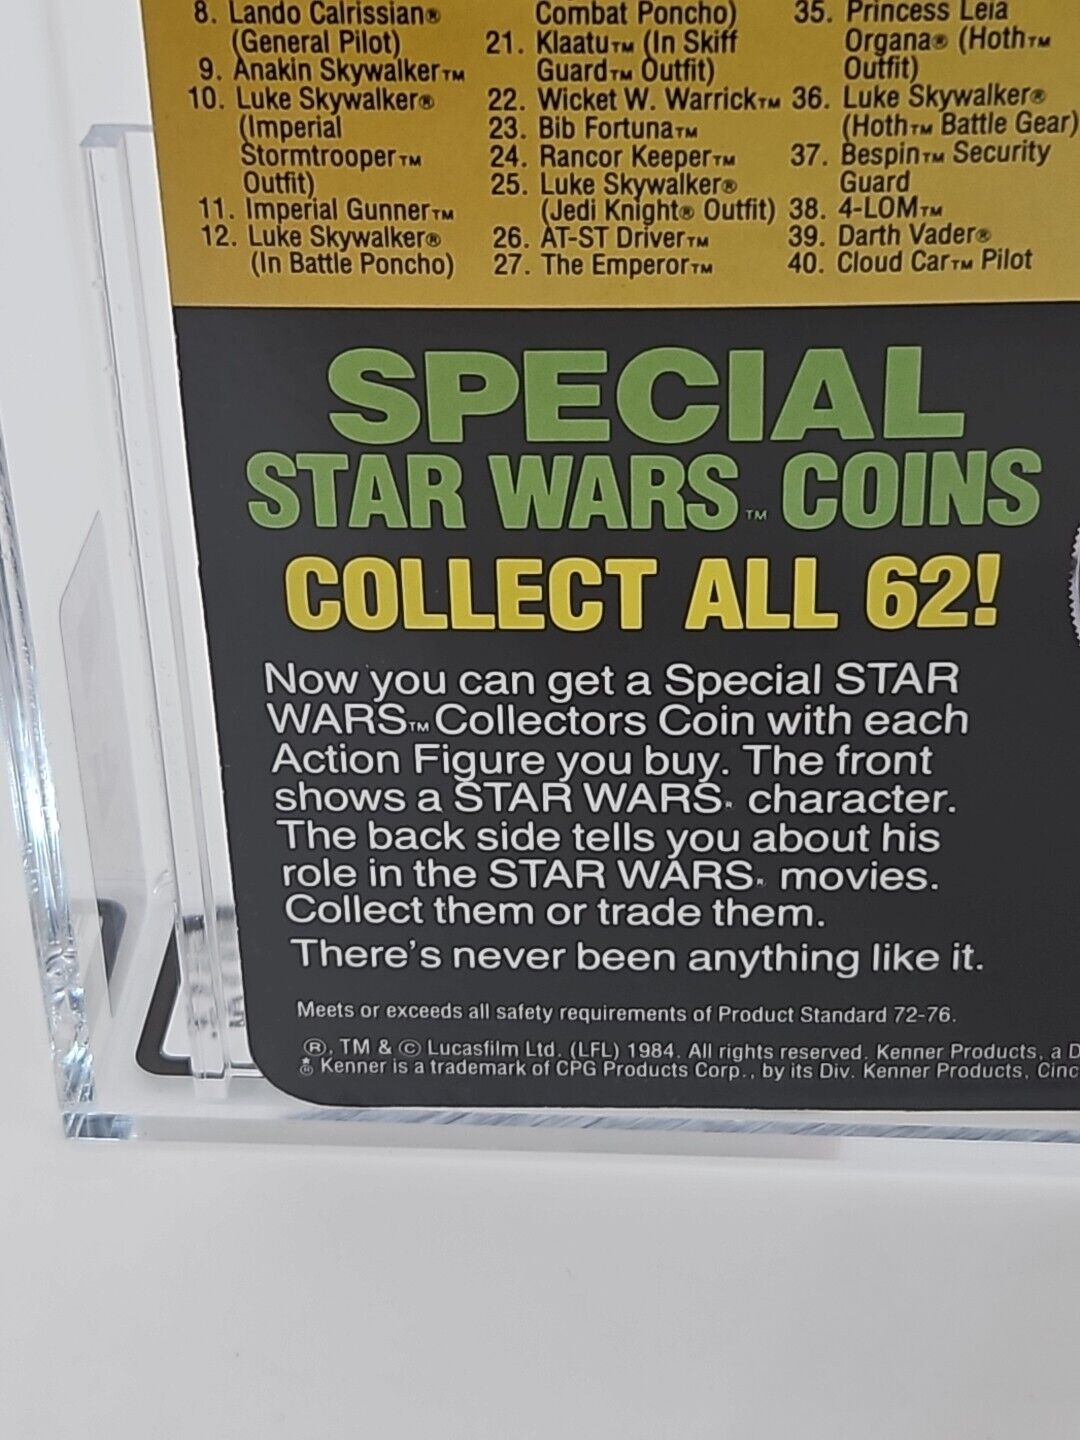 8. Lando Calrissian®
(General Pilot)
9. Anakin Skywalker™
10. Luke Skywalker®
(Imperial
Stormtrooper™
Outfit)
11. Imperial Gunner™
12. Luke Skywalker®
(In Battle Poncho)
Combat Poncho)
21. Klaatu™ (In Skiff
Guard™ Outfit)
22. Wicket W. Warrick™
23. Bib Fortuna™
24. Rancor Keeper™
25. Luke Skywalker®
(Jedi Knight® Outfit)
26. AT-ST Driver™
27. The Emperor™
35. Princess Leia
Organa® (Hoth™
Outfit)
36. Luke Skywalker®
(Hoth™ Battle Gear)
37. Bespin™ Security
Guard
38. 4-LOM™
39. Darth Vader®
40. Cloud Car™ Pilot
SPECIAL
STAR WARS™ COINS
COLLECT ALL 62!
Now you can get a Special STAR
WARS™ Collectors Coin with each
Action Figure you buy. The front
shows a STAR WARS® character.
The back side tells you about his
role in the STAR WARS® movies.
Collect them or trade them.
There's never been anything like it.
Meets or exceeds all safety requirements of Product Standard 72-76.
®, TM & © Lucasfilm Ltd. (LFL) 1984. All rights reserved. Kenner Products, a D
Kenner is a trademark of CPG Products Corp., by its Div. Kenner Products, Cinc